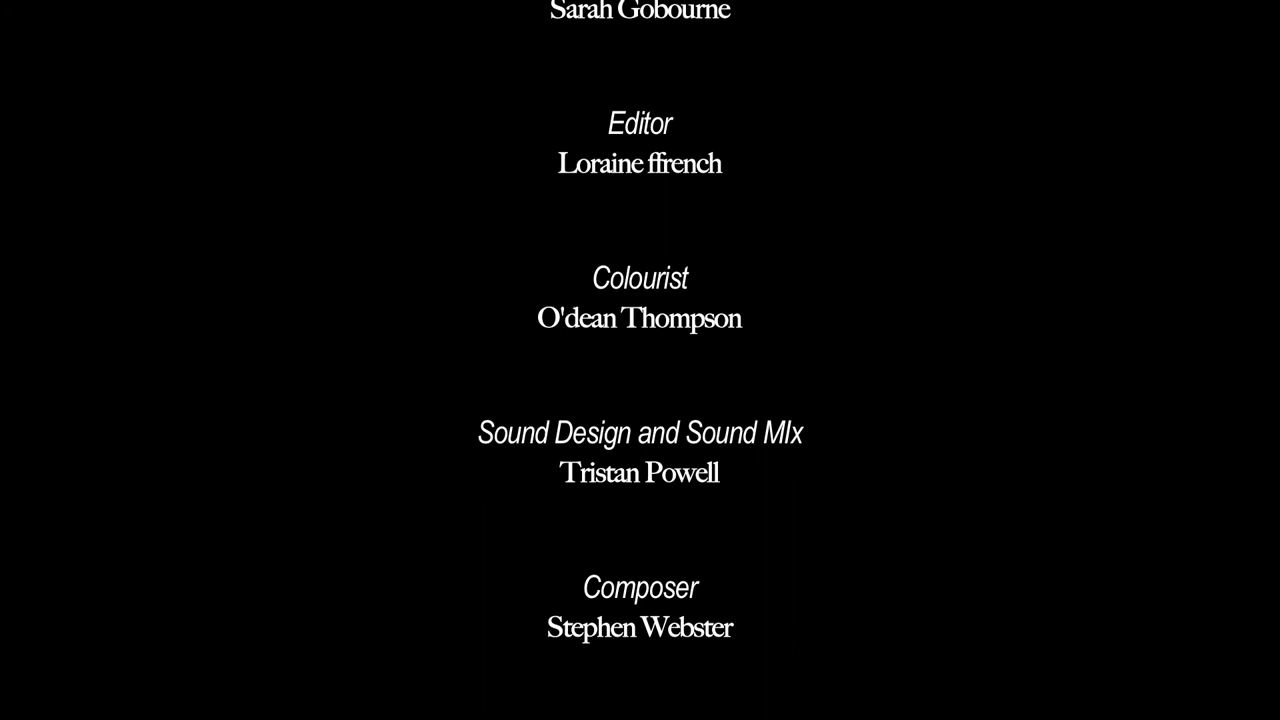 Sarah Gobourne
Editor
Loraine ffrench
Colourist
O'dean Thompson
Sound Design and Sound MIx
Tristan Powell
Composer
Stephen Webster